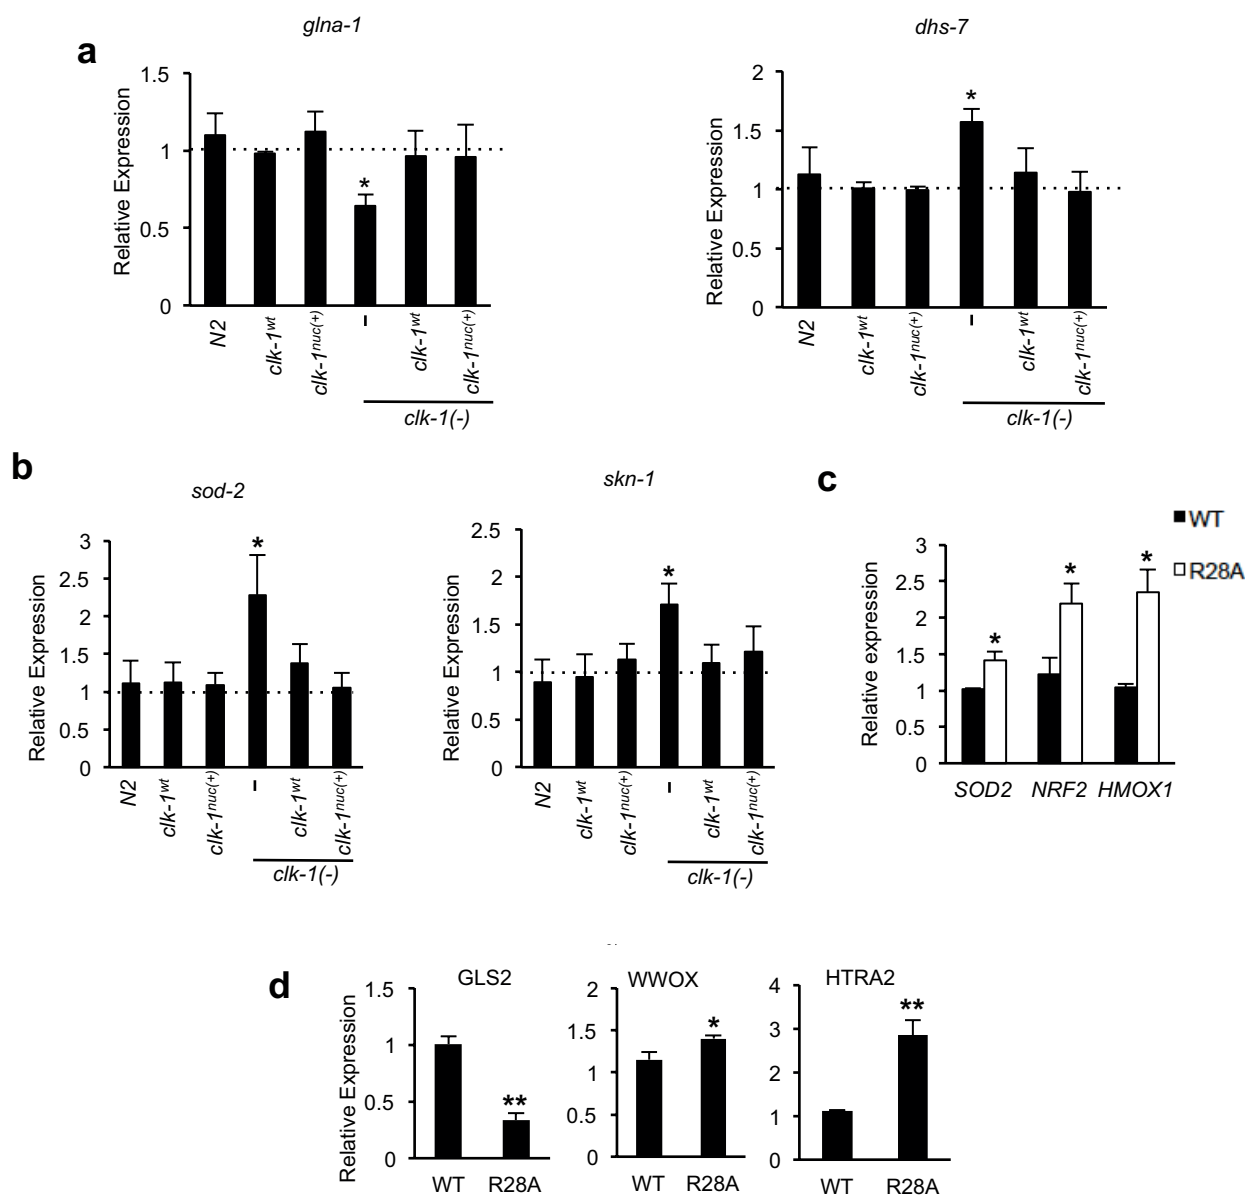 glna-1
dhs-7
a
Relative Expression
1.5
1
0.5
0
*
N2
clk-1wt
clk-1nuc(+)
–
clk-1wt
clk-1nuc(+)
clk-1(-)
Relative Expression
2
1.5
1
0.5
0
*
N2
clk-1wt
clk-1nuc(+)
–
clk-1wt
clk-1nuc(+)
clk-1(-)
b
sod-2
Relative Expression
3
2.5
2
1.5
1
0.5
0
*
N2
clk-1wt
clk-1nuc(+)
–
clk-1wt
clk-1nuc(+)
clk-1(-)
skn-1
Relative Expression
2.5
2
1.5
1
0.5
0
*
N2
clk-1wt
clk-1nuc(+)
–
clk-1wt
clk-1nuc(+)
clk-1(-)
c
WT
R28A
Relative expression
3
2.5
2
1.5
1
0.5
0
* * *
SOD2 NRF2 HMOX1
d
GLS2
Relative Expression
1.5
1
0.5
0
**
WT R28A
WWOX
2
1.5
1
0.5
0
*
WT R28A
HTRA2
4
3
2
1
0
**
WT R28A